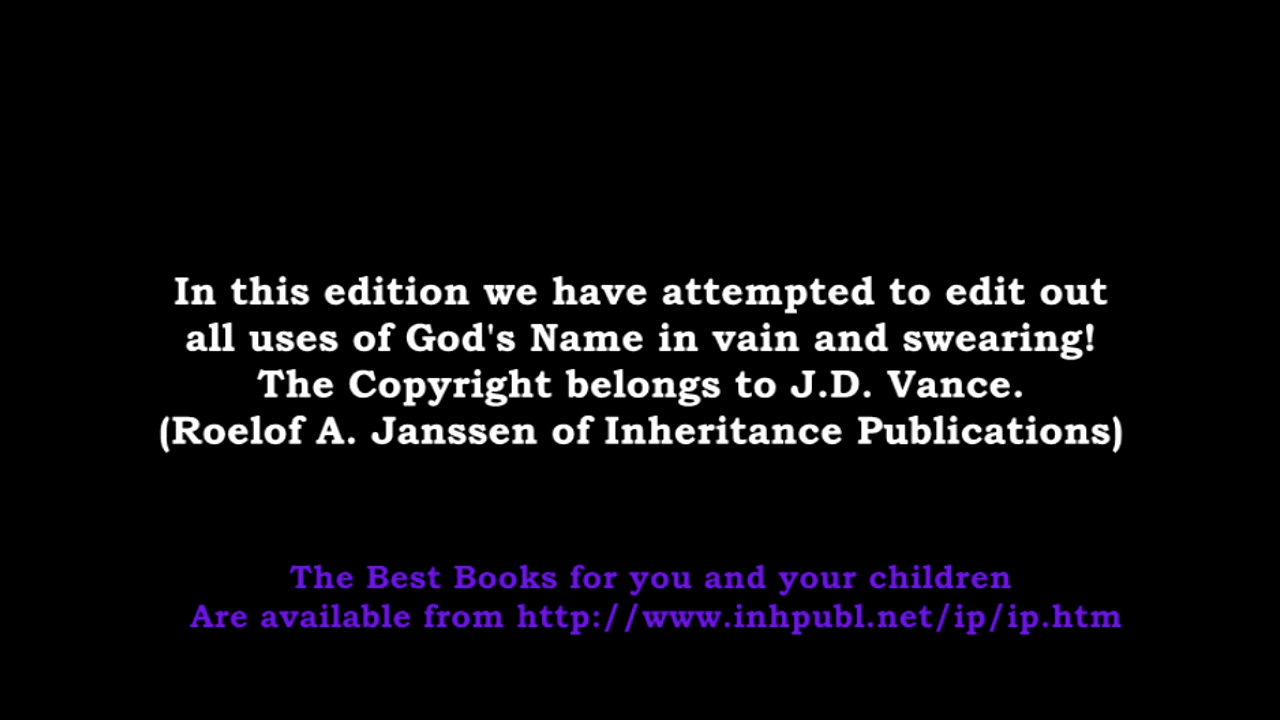 In this edition we have attempted to edit out
all uses of God's Name in vain and swearing!
The Copyright belongs to J.D. Vance.
(Roelof A. Janssen of Inheritance Publications)
The Best Books for you and your children
Are available from http://www.inhpubl.net/ip/ip.htm